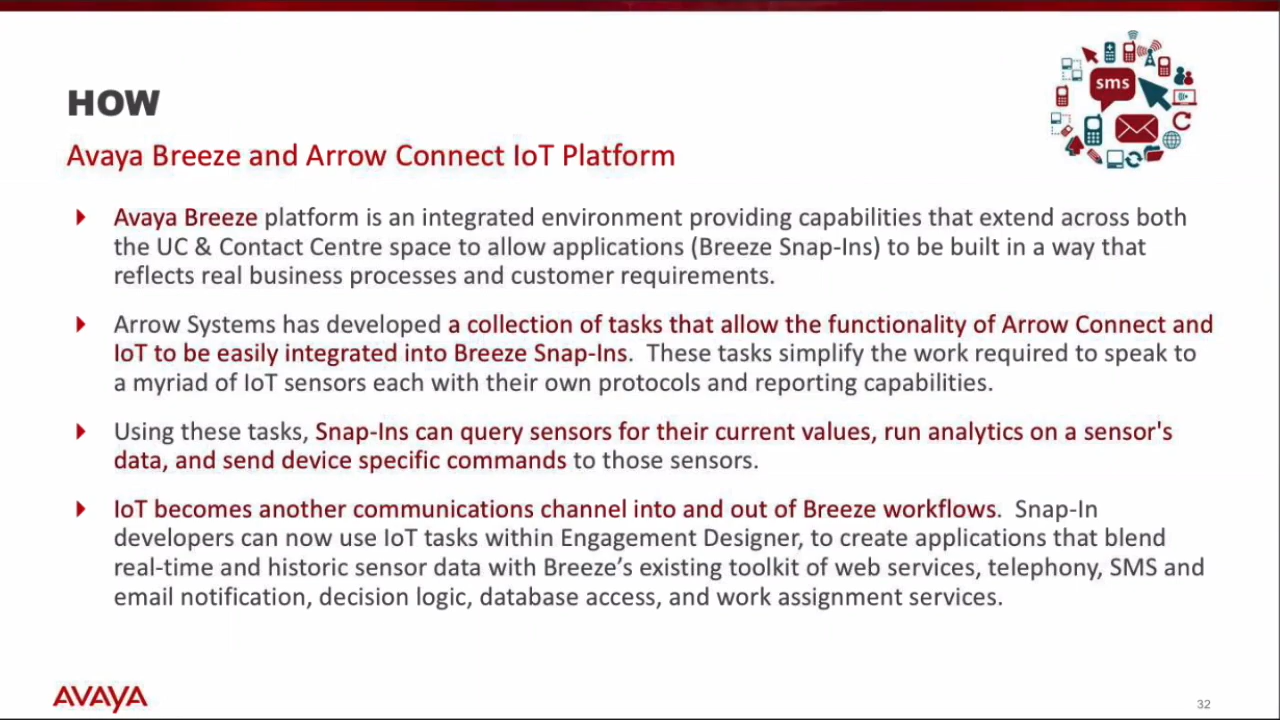 sms
HOW
Avaya Breeze and Arrow Connect IoT Platform
Avaya Breeze platform is an integrated environment providing capabilities that extend across both
the UC & Contact Centre space to allow applications (Breeze Snap-Ins) to be built in a way that
reflects real business processes and customer requirements.
Arrow Systems has developed a collection of tasks that allow the functionality of Arrow Connect and
IoT to be easily integrated into Breeze Snap-Ins.  These tasks simplify the work required to speak to
a myriad of IoT sensors each with their own protocols and reporting capabilities.
Using these tasks, Snap-Ins can query sensors for their current values, run analytics on a sensor's
data, and send device specific commands to those sensors.
IoT becomes another communications channel into and out of Breeze workflows.  Snap-In
developers can now use IoT tasks within Engagement Designer, to create applications that blend
real-time and historic sensor data with Breeze’s existing toolkit of web services, telephony, SMS and
email notification, decision logic, database access, and work assignment services.
AVAYA
32